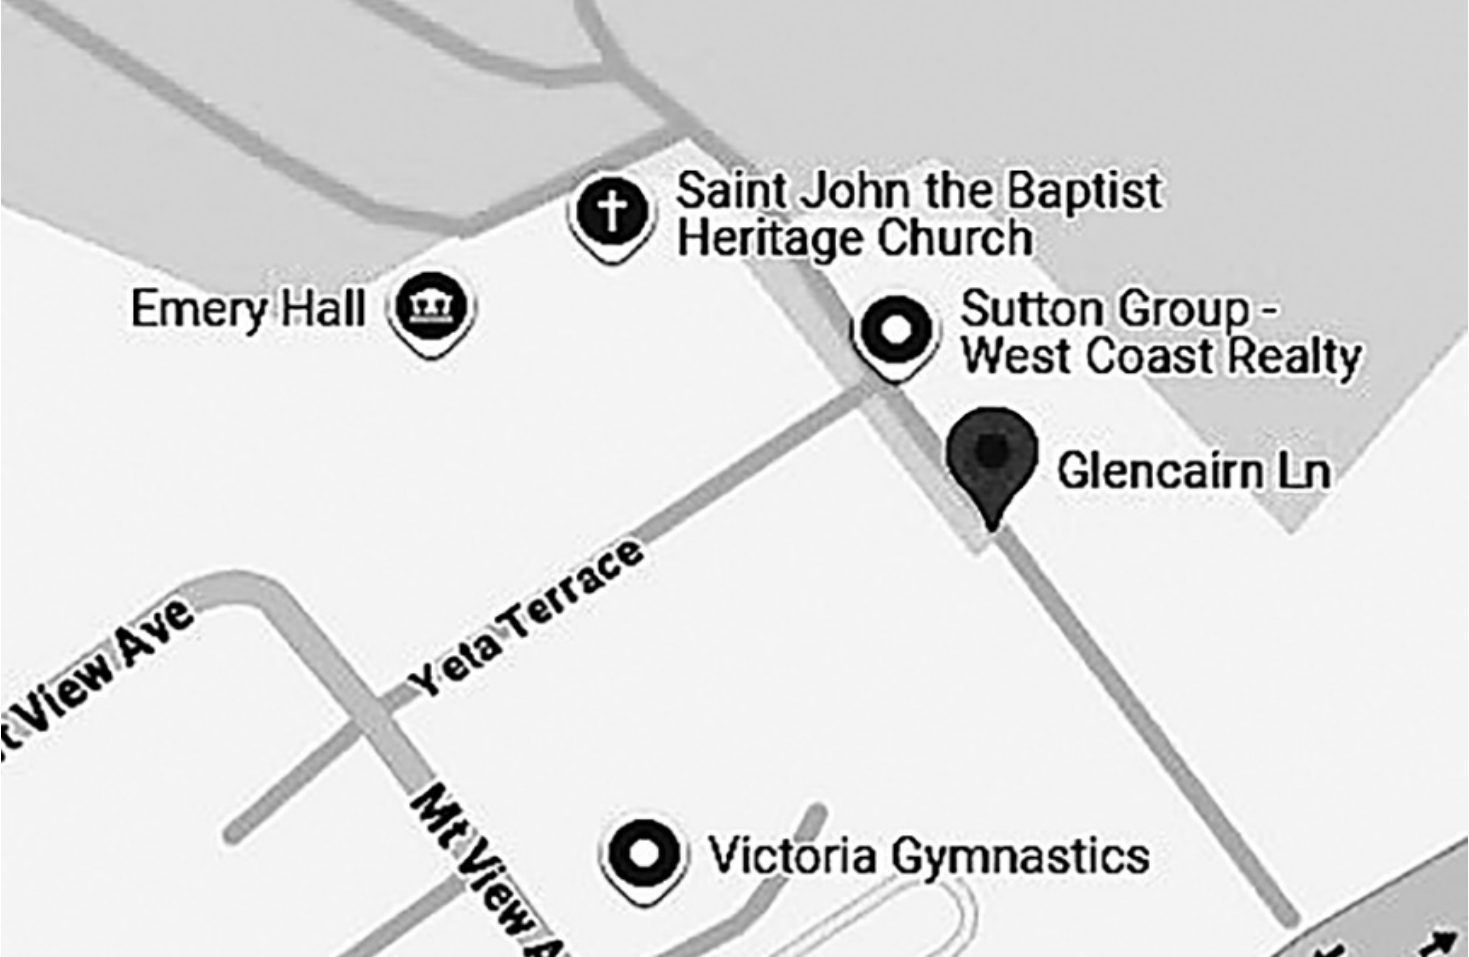 Saint John the Baptist
Heritage Church
Emery Hall
Sutton Group -
West Coast Realty
Glencairn Ln
Yeta Terrace
t View Ave
Mt View A
Victoria Gymnastics